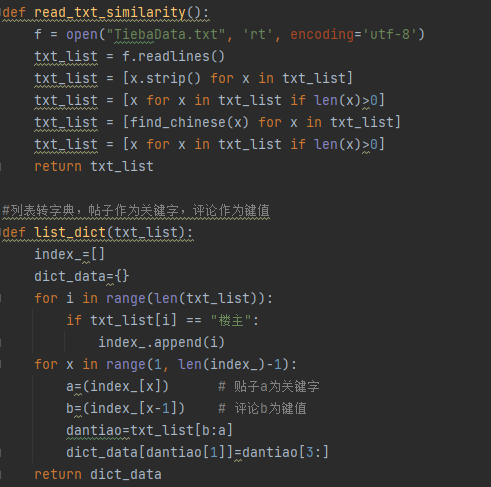 def read_txt_similarity():
    f = open("TiebaData.txt", 'rt', encoding='utf-8')
    txt_list = f.readlines()
    txt_list = [x.strip() for x in txt_list]
    txt_list = [x for x in txt_list if len(x)>0]
    txt_list = [find_chinese(x) for x in txt_list]
    txt_list = [x for x in txt_list if len(x)>0]
    return txt_list

#列表转字典，帖子作为关键字，评论作为键值
def list_dict(txt_list):
    index_=[]
    dict_data={}
    for i in range(len(txt_list)):
        if txt_list[i] == "楼主":
            index_.append(i)
    for x in range(1, len(index_)-1):
        a=(index_[x])      # 贴子a为关键字
        b=(index_[x-1])    # 评论b为键值
        dantiao=txt_list[b:a]
        dict_data[dantiao[1]]=dantiao[3:]
    return dict_data